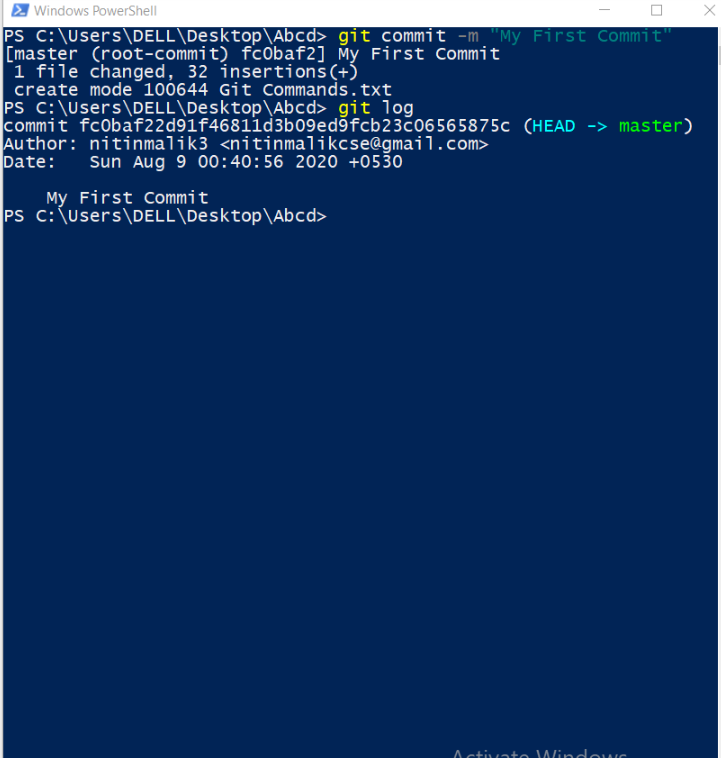 Windows PowerShell
PS C:\Users\DELL\Desktop\Abcd> git commit -m "My First Commit"
[master (root-commit) fc0baf2] My First Commit
 1 file changed, 32 insertions(+)
 create mode 100644 Git Commands.txt
PS C:\Users\DELL\Desktop\Abcd> git log
commit fc0baf22d91f46811d3b09ed9fcb23c06565875c (HEAD -> master)
Author: nitinmalik3 <nitinmalikcse@gmail.com>
Date:   Sun Aug 9 00:40:56 2020 +0530

    My First Commit
PS C:\Users\DELL\Desktop\Abcd>
Activate Windows